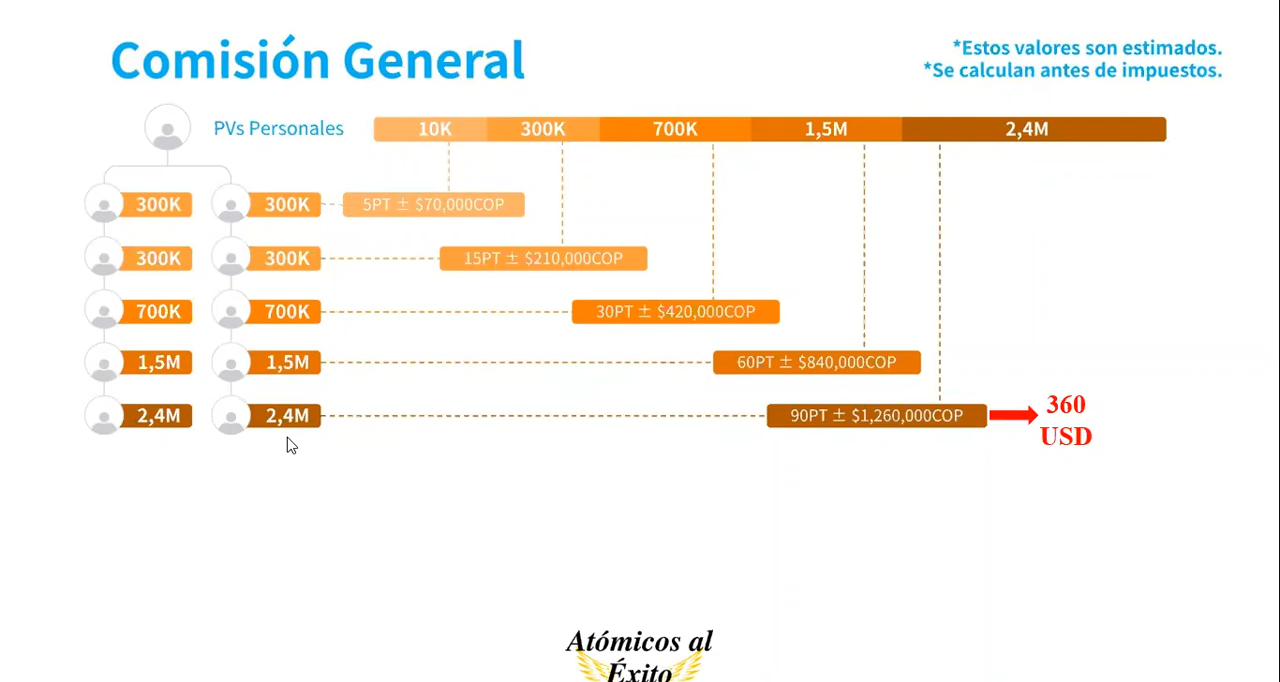 Comisión General
*Estos valores son estimados.
*Se calculan antes de impuestos.
PVs Personales
10K 300K 700K 1,5M 2,4M
300K 300K 5PT ± $70,000COP
300K 300K 15PT ± $210,000COP
700K 700K 30PT ± $420,000COP
1,5M 1,5M 60PT ± $840,000COP
2,4M 2,4M 90PT ± $1,260,000COP
360
USD
Atómicos al
Éxito